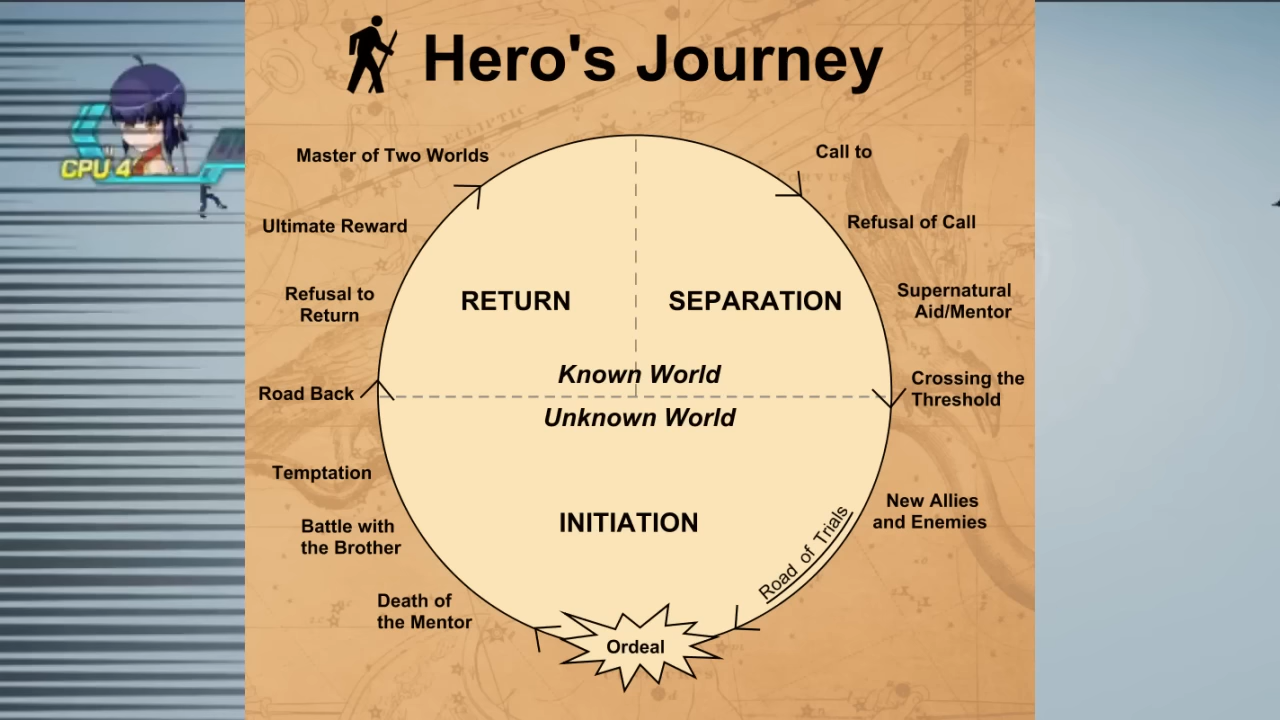 Hero's Journey
CPU 4
ECLIPTIC
CORVUS
Master of Two Worlds
Call to
Ultimate Reward
Refusal of Call
Refusal to
Return
Supernatural
Aid/Mentor
RETURN
SEPARATION
Known World
Road Back
Crossing the
Threshold
Unknown World
Temptation
New Allies
and Enemies
Battle with
the Brother
INITIATION
Road of Trials
Death of
the Mentor
Ordeal